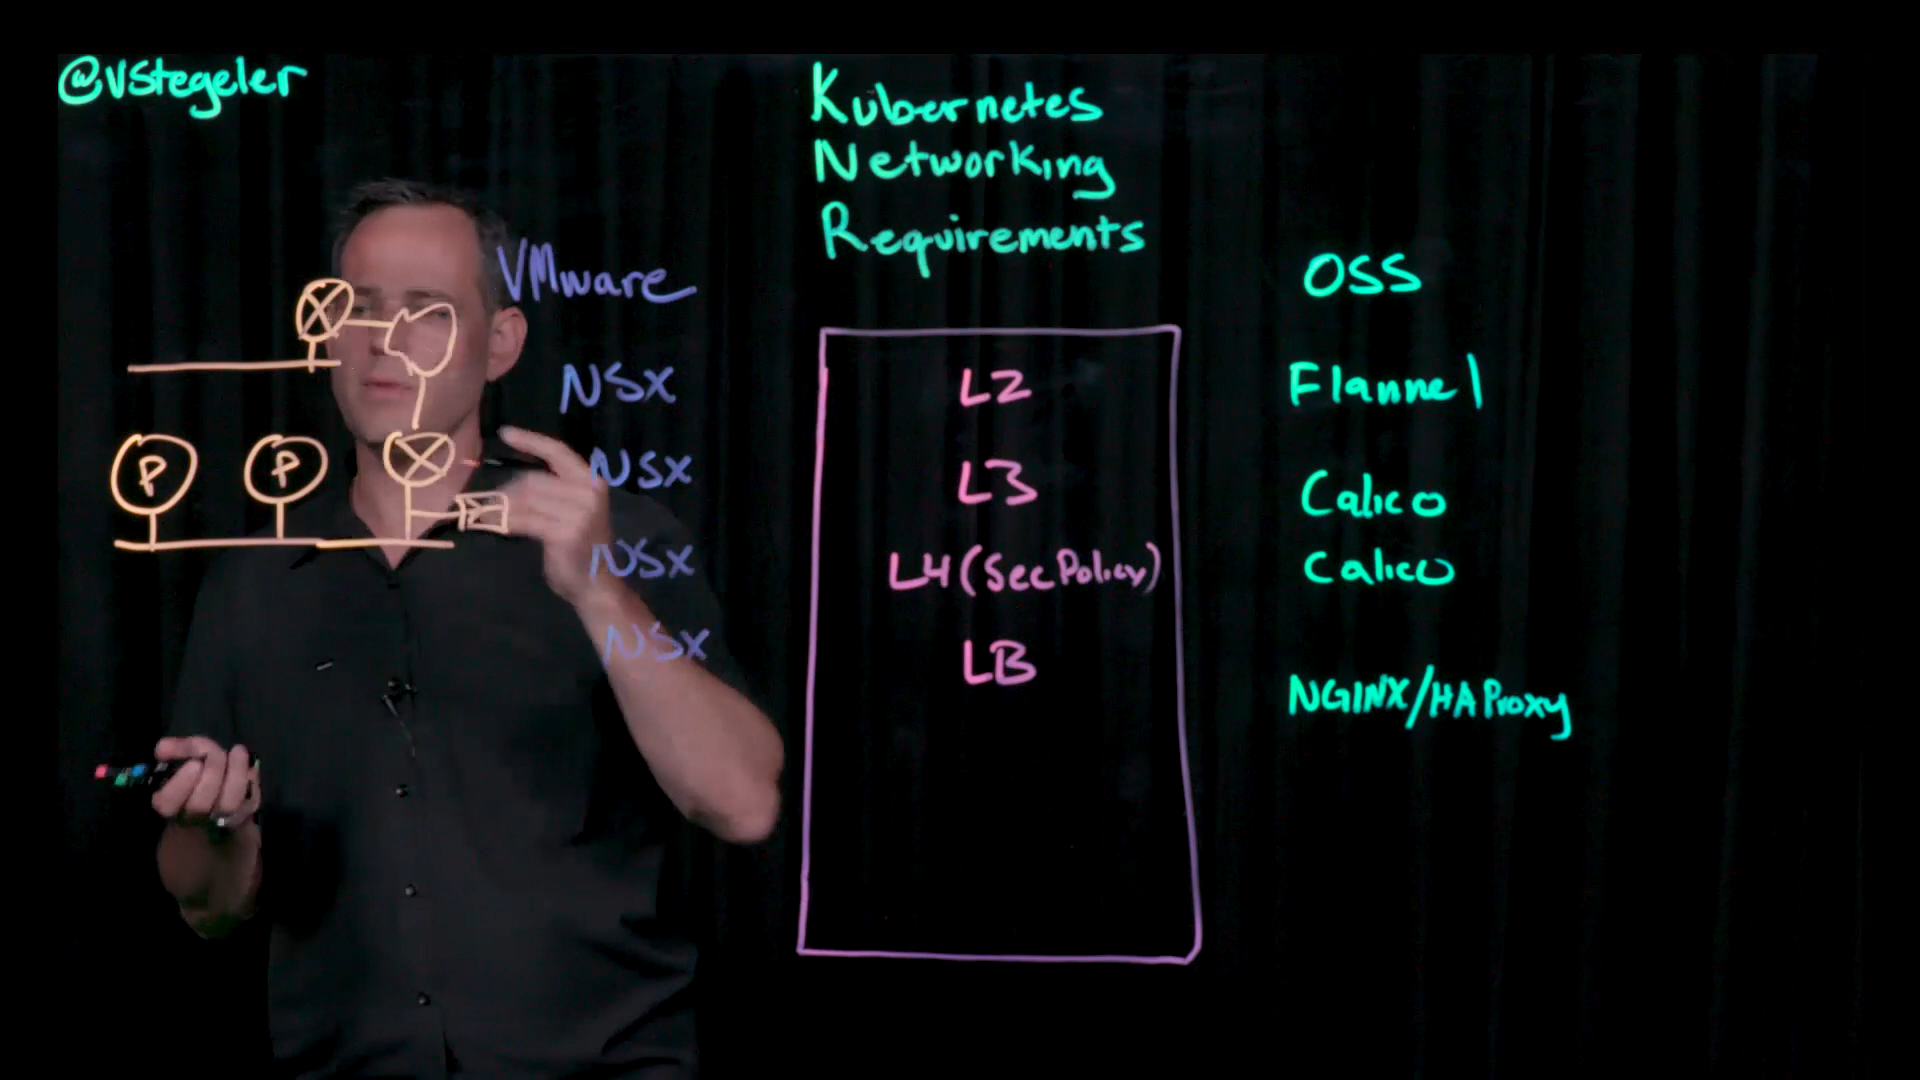 @vstegeler
Kubernetes
Networking
Requirements
VMware
OSS
NSX
L2
Flannel
NSX
L3
Calico
NSX
L4 (Sec Policy)
Calico
NSX
LB
NGINX/HAProxy
P
P